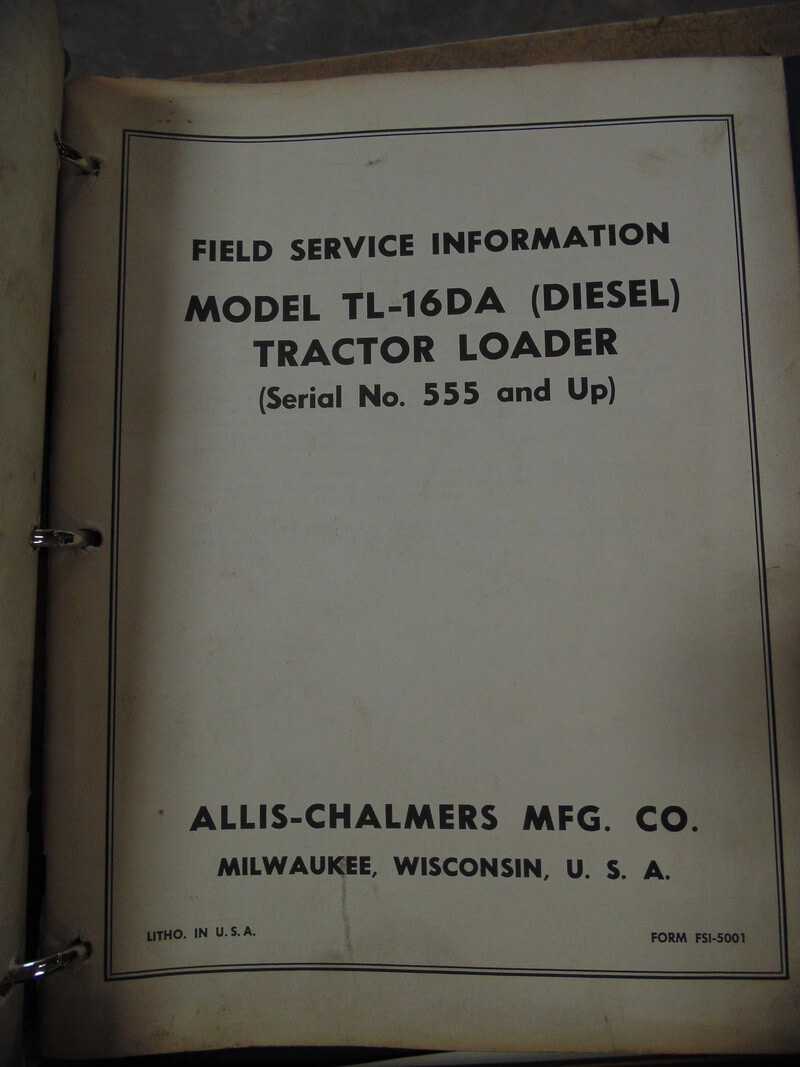 FIELD SERVICE INFORMATION
MODEL TL-16DA (DIESEL)
TRACTOR LOADER
(Serial No. 555 and Up)
ALLIS-CHALMERS MFG. CO.
MILWAUKEE, WISCONSIN, U. S. A.
LITHO. IN U. S. A.
FORM FSI-5001